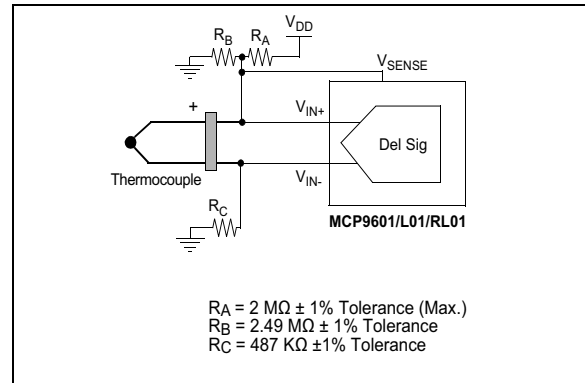 V_DD
R_B R_A
V_SENSE
+
V_IN+
Del Sig
Thermocouple
V_IN-
R_C
MCP9601/L01/RL01
R_A = 2 MΩ ± 1% Tolerance (Max.)
R_B = 2.49 MΩ ± 1% Tolerance
R_C = 487 KΩ ±1% Tolerance